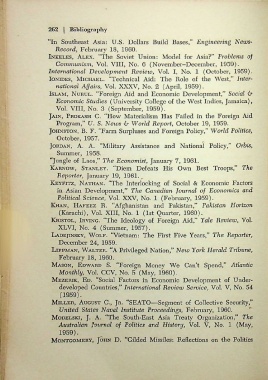 262 | Bibliography
"In Southeast Asia: U.S. Dollars Build Bases," Engineering News-
Record, February 18, 1960.
INKELES, ALEX. "The Soviet Union: Model for Asia?" Problems of
Communism, Vol. VIII, No. 6 (November–December, 1959).
International Development Review, Vol. I, No. 1 (October, 1959).
IONIDES, MICHAEL. "Technical Aid: The Role of the West," Inter-
national Affairs, Vol. XXXV, No. 2 (April, 1959).
ISLAM, NURUL. "Foreign Aid and Economic Development," Social &
Economic Studies (University College of the West Indies, Jamaica),
Vol. VIII, No. 3 (September, 1959).
JAIN, PROKASH C. "How Materialism Has Failed in the Foreign Aid
Program," U. S. News & World Report, October 19, 1959.
JOHNSTON, B. F. "Farm Surpluses and Foreign Policy," World Politics,
October, 1957.
JORDAN, A. A. "Military Assistance and National Policy," Orbis,
Summer, 1958.
"Jungle of Laos," The Economist, January 7, 1961.
KARNOW, STANLEY. "Diem Defeats His Own Best Troops," The
Reporter, January 19, 1961.
KEYFITZ, NATHAN. "The Interlocking of Social & Economic Factors
in Asian Development," The Canadian Journal of Economics and
Political Science, Vol. XXV, No. 1 (February, 1959).
KHAN, HAFEEZ R. "Afghanistan and Pakistan," Pakistan Horizon
(Karachi), Vol. XIII, No. 1 (1st Quarter, 1960).
KRISTOL, IRVING. "The Ideology of Foreign Aid," Yale Review, Vol.
XLVI, No. 4 (Summer, 1957).
LADEJINSKY, WOLF. "Vietnam: The First Five Years," The Reporter,
December 24, 1959.
LIPPMANN, WALTER. "A Privileged Nation," New York Herald Tribune,
February 18, 1960.
MASON, EDWARD S. "Foreign Money We Can't Spend," Atlantic
Monthly, Vol. CCV, No. 5 (May, 1960).
MEZERIK, ED. "Social Factors in Economic Development of Under-
developed Countries," International Review Service, Vol. V, No. 54
(1959).
MILLER, AUGUST C., JR. "SEATO—Segment of Collective Security,"
United States Naval Institute Proceedings, February, 1960.
MODELSKI, J. A. "The South-East Asia Treaty Organization," The
Australian Journal of Politics and History, Vol. V, No. 1 (May,
1959).
MONTGOMERY, JOHN D. "Gilded Missiles: Reflections on the Politics